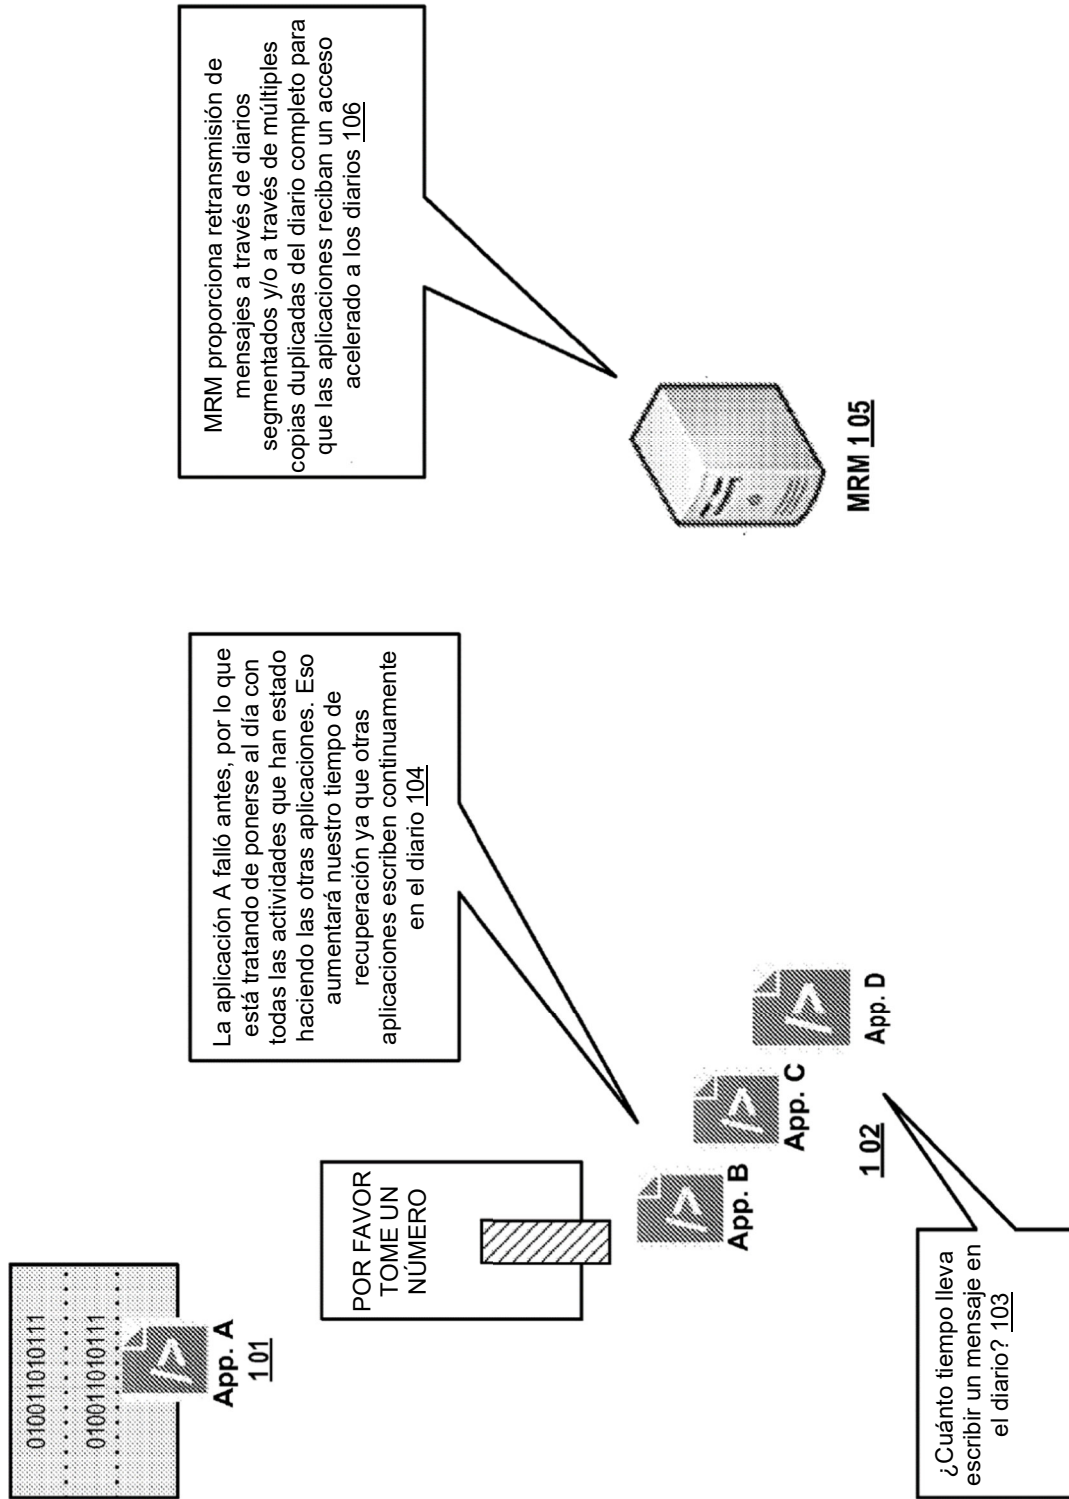 010011010111
010011010111
App. A
101
POR FAVOR
TOME UN
NÚMERO
App. B
App. C
App. D
102
¿Cuánto tiempo lleva
escribir un mensaje en
el diario? 103
La aplicación A falló antes, por lo que
está tratando de ponerse al día con
todas las actividades que han estado
haciendo las otras aplicaciones. Eso
aumentará nuestro tiempo de
recuperación ya que otras
aplicaciones escriben continuamente
en el diario 104
MRM proporciona retransmisión de
mensajes a través de diarios
segmentados y/o a través de múltiples
copias duplicadas del diario completo para
que las aplicaciones reciban un acceso
acelerado a los diarios 106
MRM 105